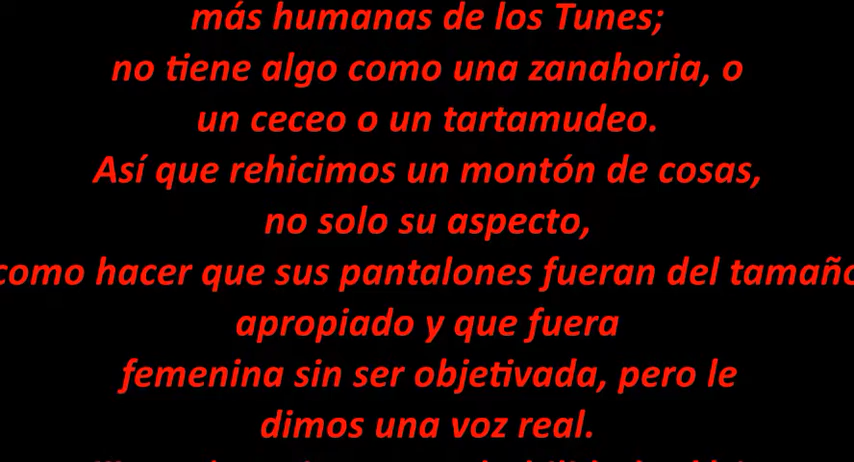 más humanas de los Tunes;
no tiene algo como una zanahoria, o
un ceceo o un tartamudeo.
Así que rehicimos un montón de cosas,
no solo su aspecto,
como hacer que sus pantalones fueran del tamaño
apropiado y que fuera
femenina sin ser objetivada, pero le
dimos una voz real.